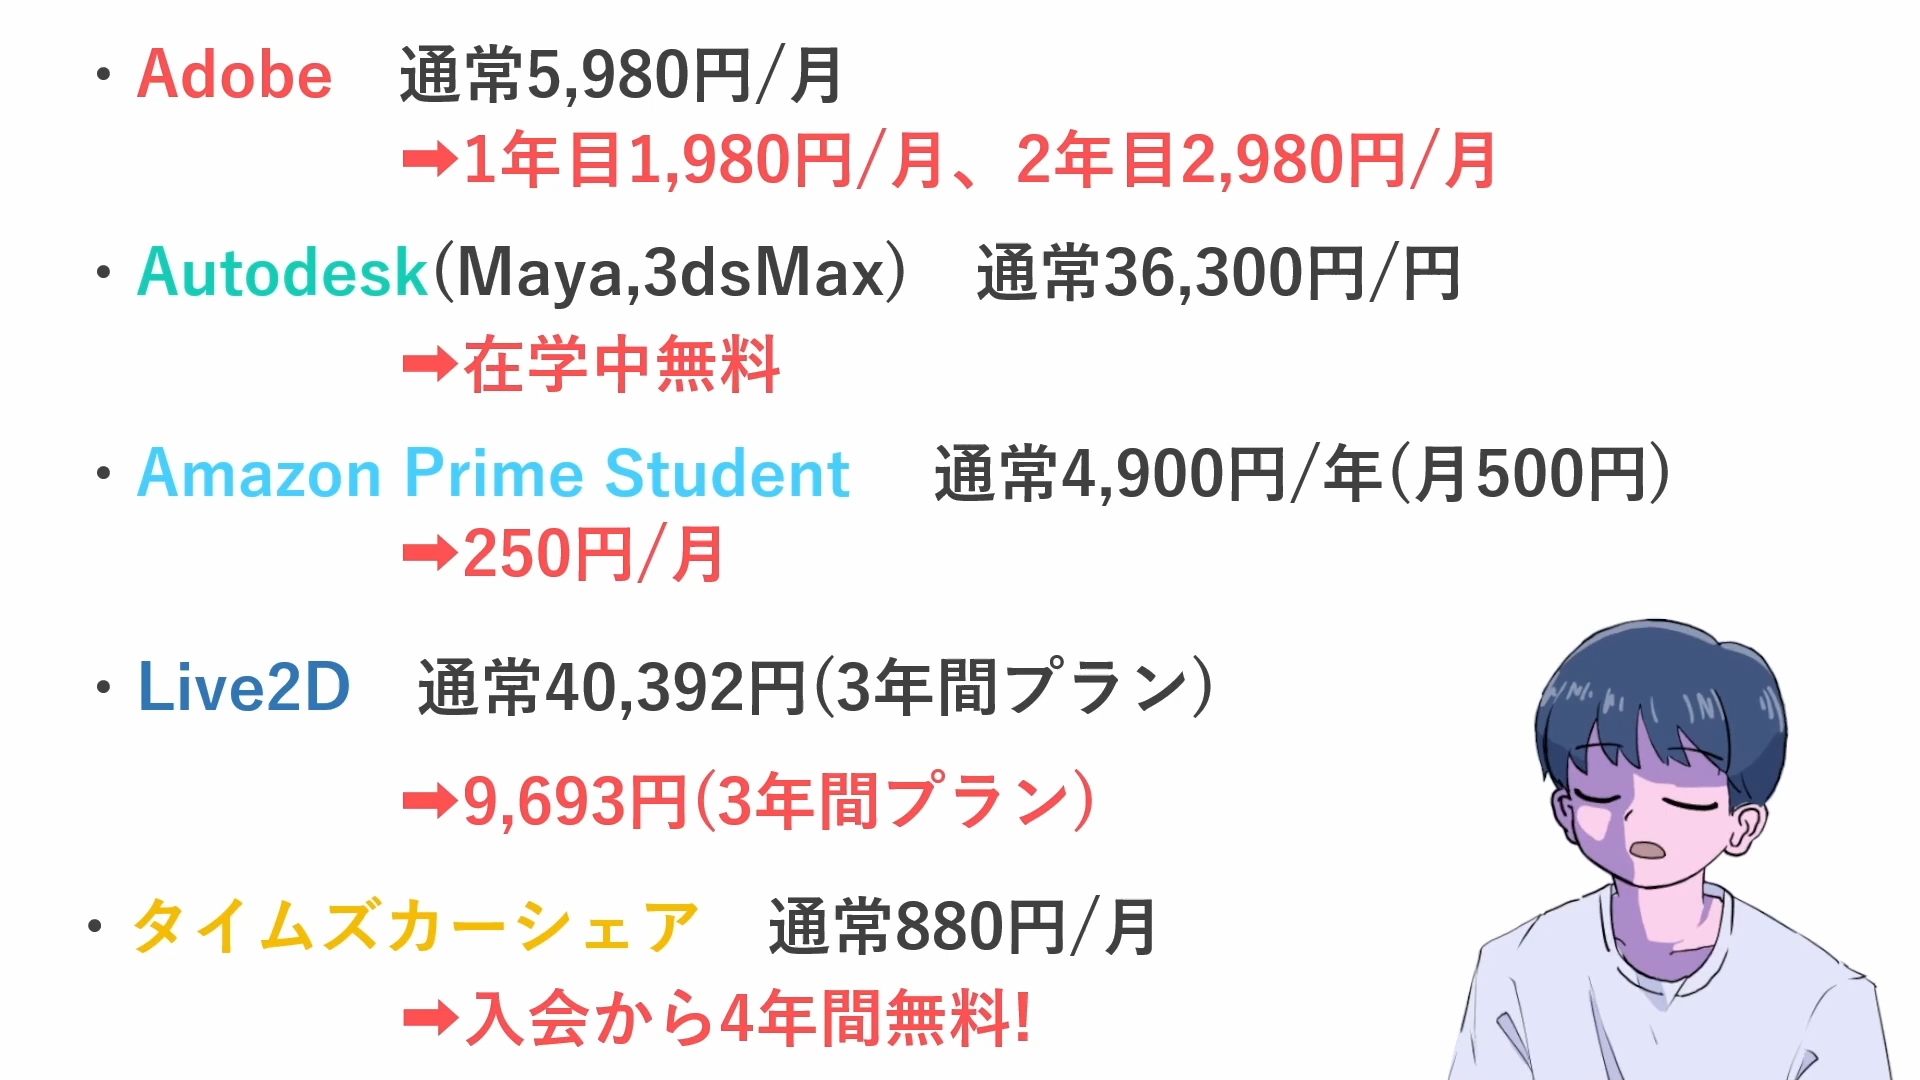 ・Adobe　通常5,980円/月
➡1年目1,980円/月、2年目2,980円/月
・Autodesk(Maya,3dsMax)　通常36,300円/円
➡在学中無料
・Amazon Prime Student　通常4,900円/年(月500円)
➡250円/月
・Live2D　通常40,392円(3年間プラン)
➡9,693円(3年間プラン)
・タイムズカーシェア　通常880円/月
➡入会から4年間無料!